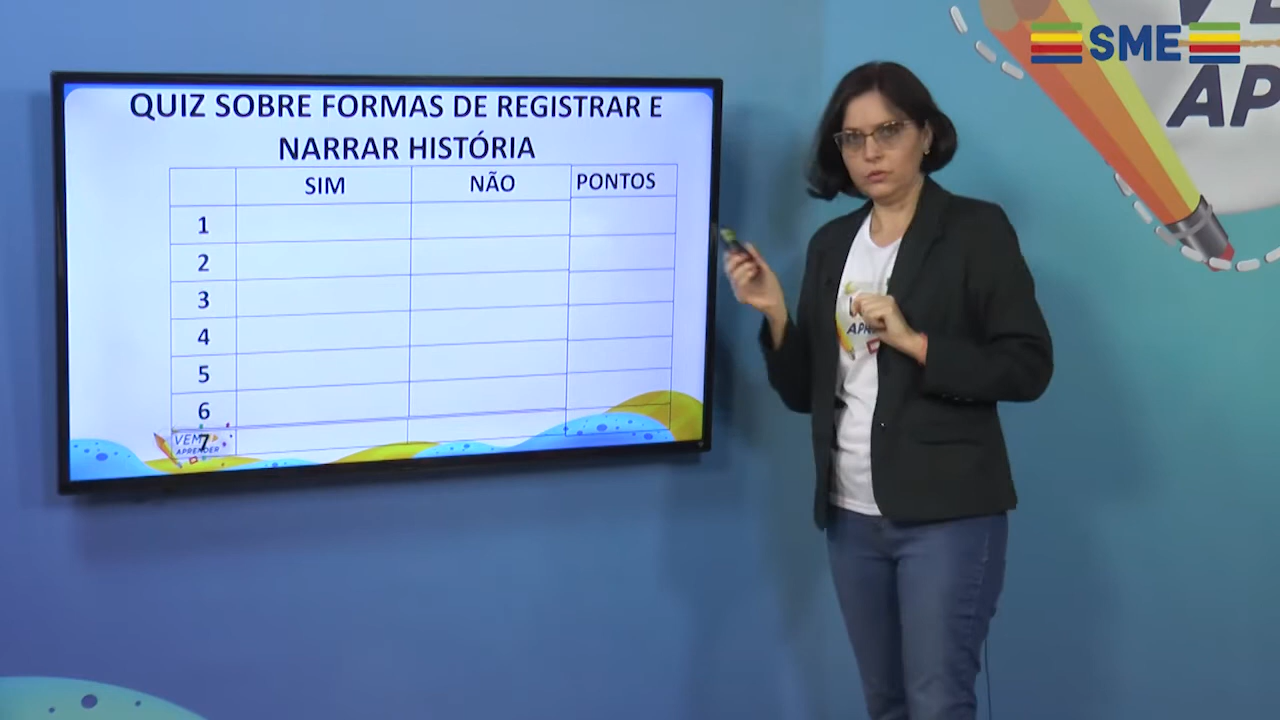 SME
AP
QUIZ SOBRE FORMAS DE REGISTRAR E
NARRAR HISTÓRIA
SIM NÃO PONTOS
1
2
3
4
5
6
7
VEM
APRENDER